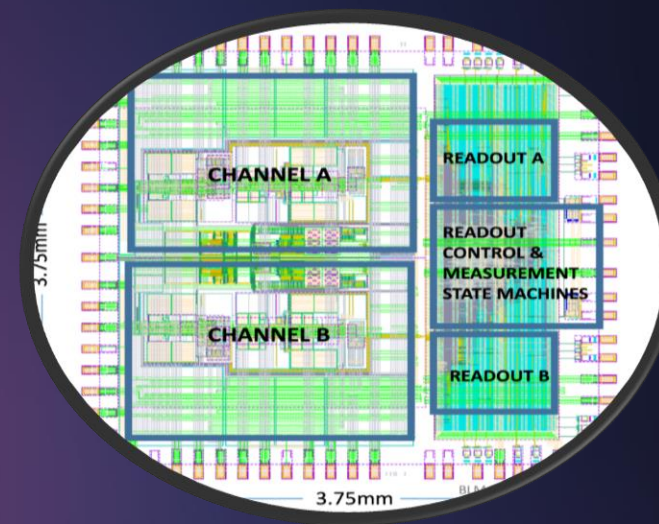 CHANNEL A
READOUT A
3.75mm
READOUT
CONTROL &
MEASUREMENT
STATE MACHINES
CHANNEL B
READOUT B
3.75mm